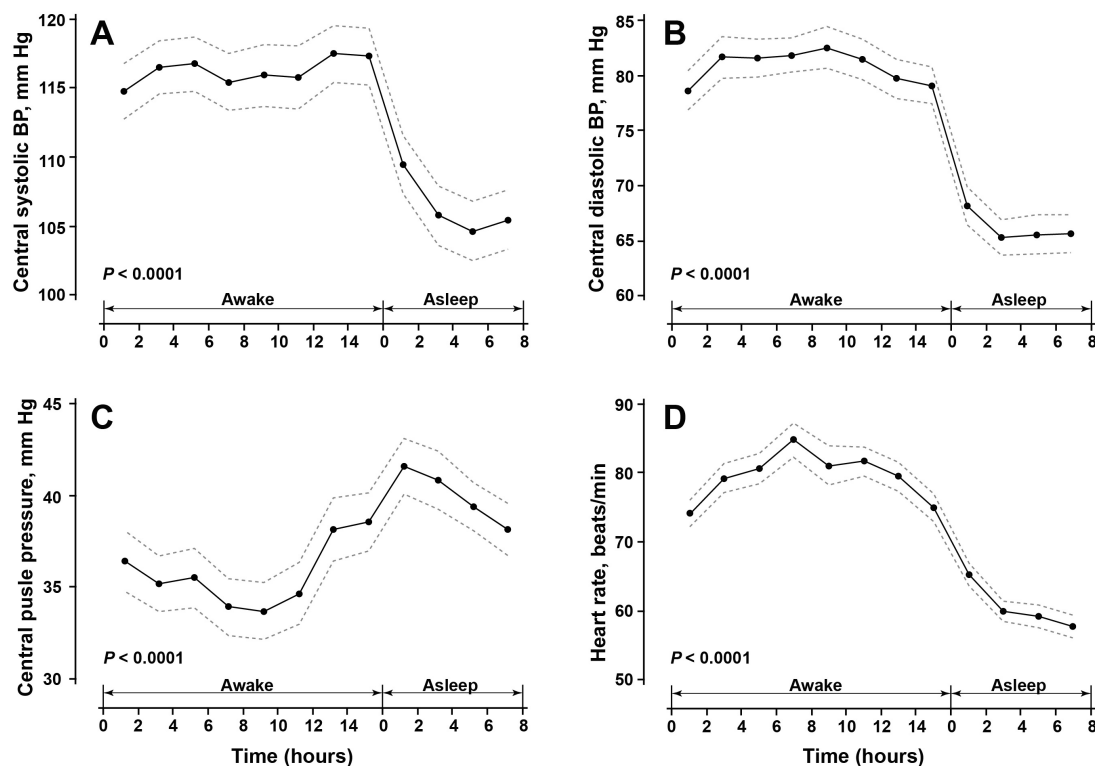 A
Central systolic BP, mm Hg
120
115
110
105
100
P < 0.0001
Awake
Asleep
0 2 4 6 8 10 12 14 0 2 4 6 8
B
Central diastolic BP, mm Hg
85
80
75
70
65
60
P < 0.0001
Awake
Asleep
0 2 4 6 8 10 12 14 0 2 4 6 8
C
Central pusle pressure, mm Hg
45
40
35
30
P < 0.0001
Awake
Asleep
0 2 4 6 8 10 12 14 0 2 4 6 8
Time (hours)
D
Heart rate, beats/min
90
80
70
60
50
P < 0.0001
Awake
Asleep
0 2 4 6 8 10 12 14 0 2 4 6 8
Time (hours)